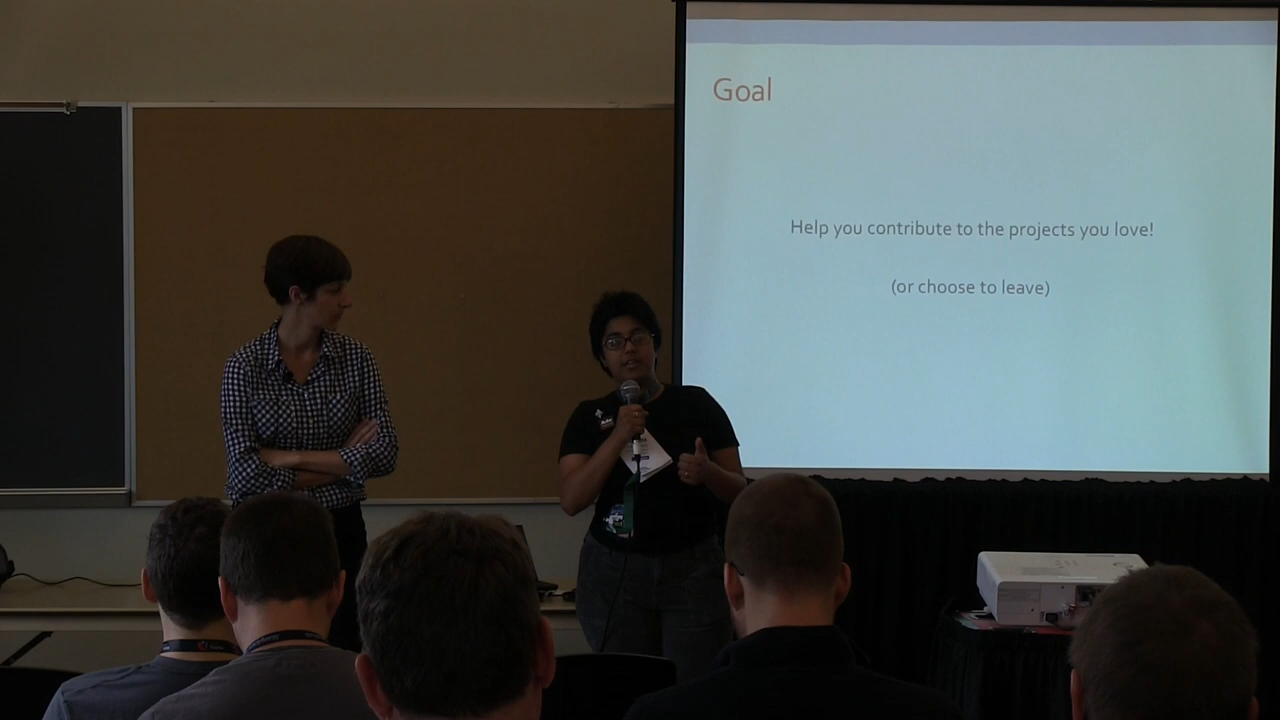 Goal
Help you contribute to the projects you love!
(or choose to leave)